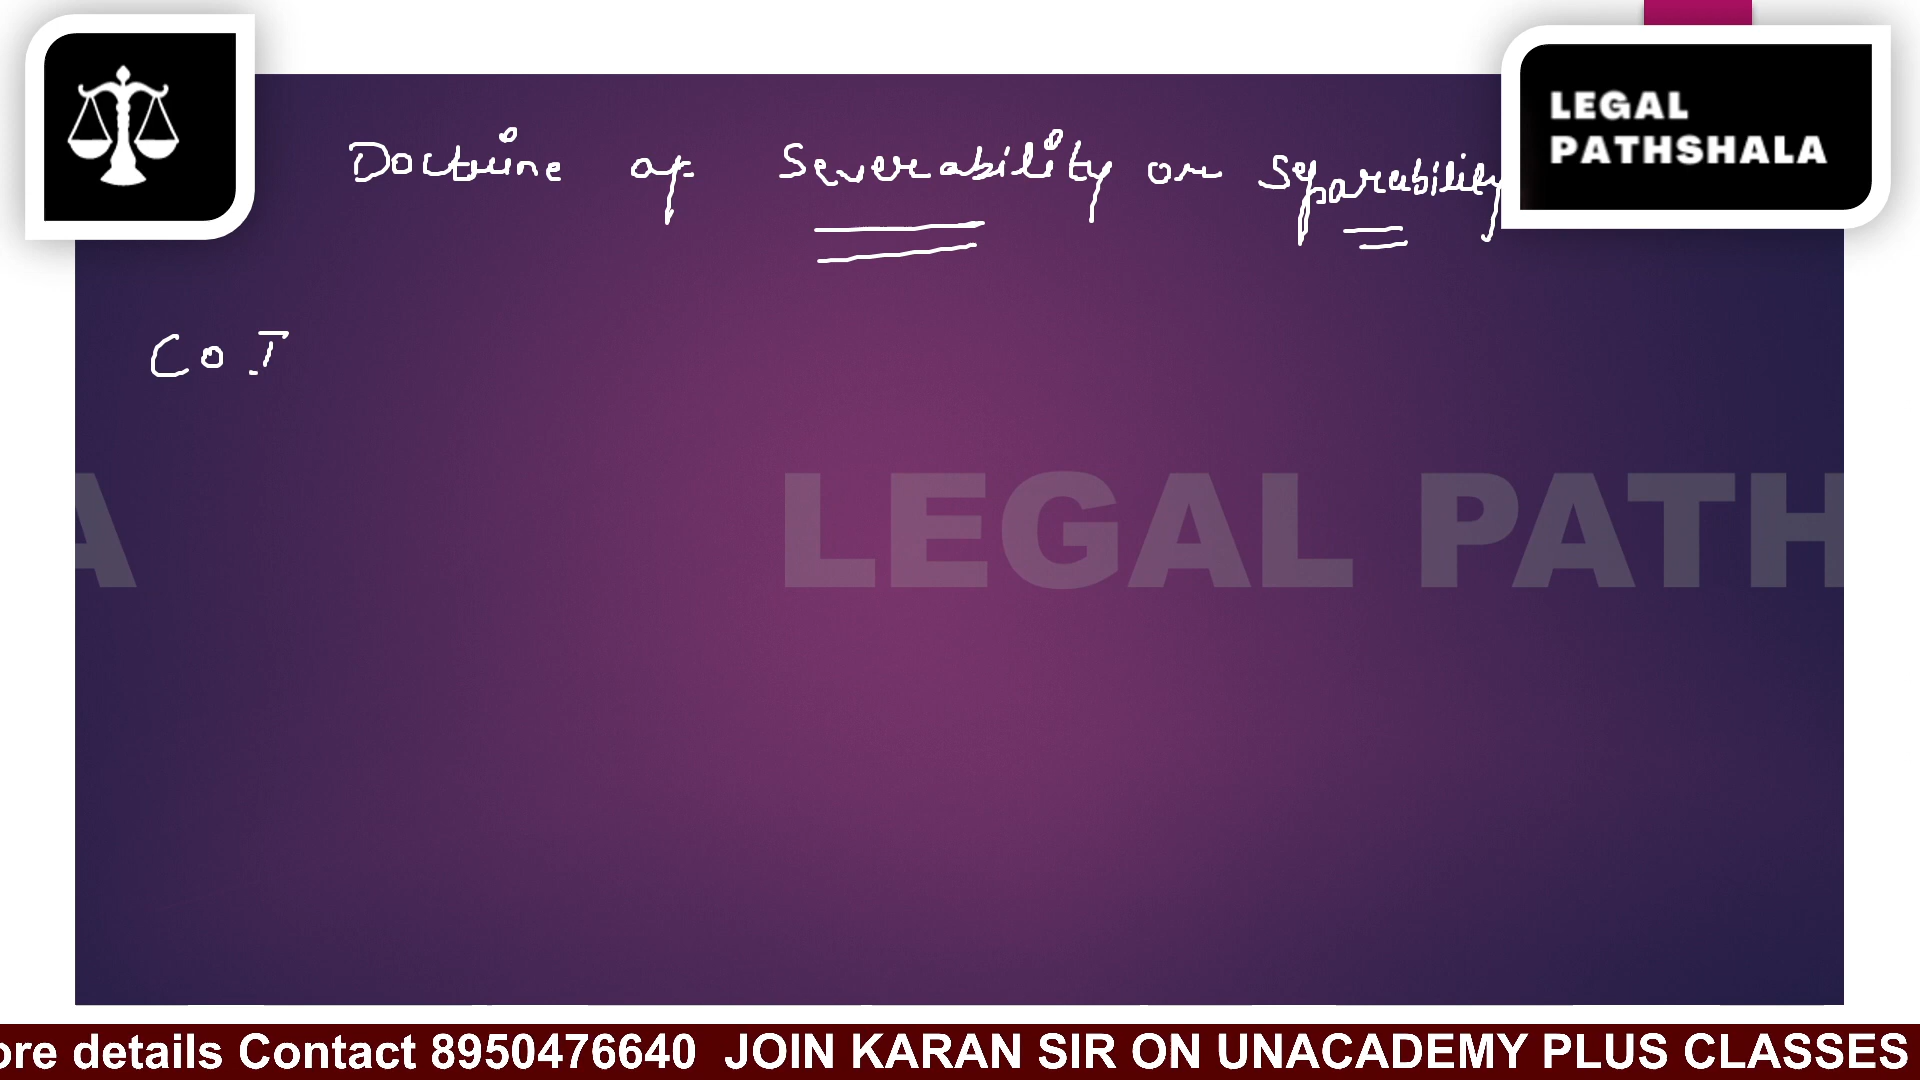 LEGAL
PATHSHALA
Doctrine of Severability or Separability
Co.I
A LEGAL PATH
ore details Contact 8950476640 JOIN KARAN SIR ON UNACADEMY PLUS CLASSES